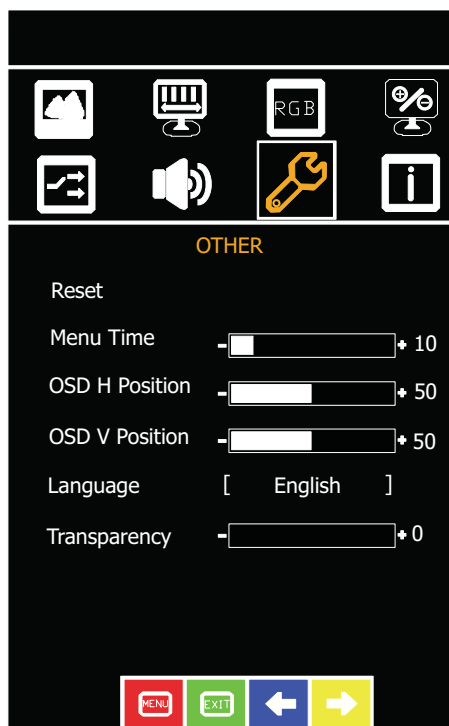 RGB
i
OTHER
Reset
Menu Time - + 10
OSD H Position - + 50
OSD V Position - + 50
Language [ English ]
Transparency - + 0
MENU EXIT